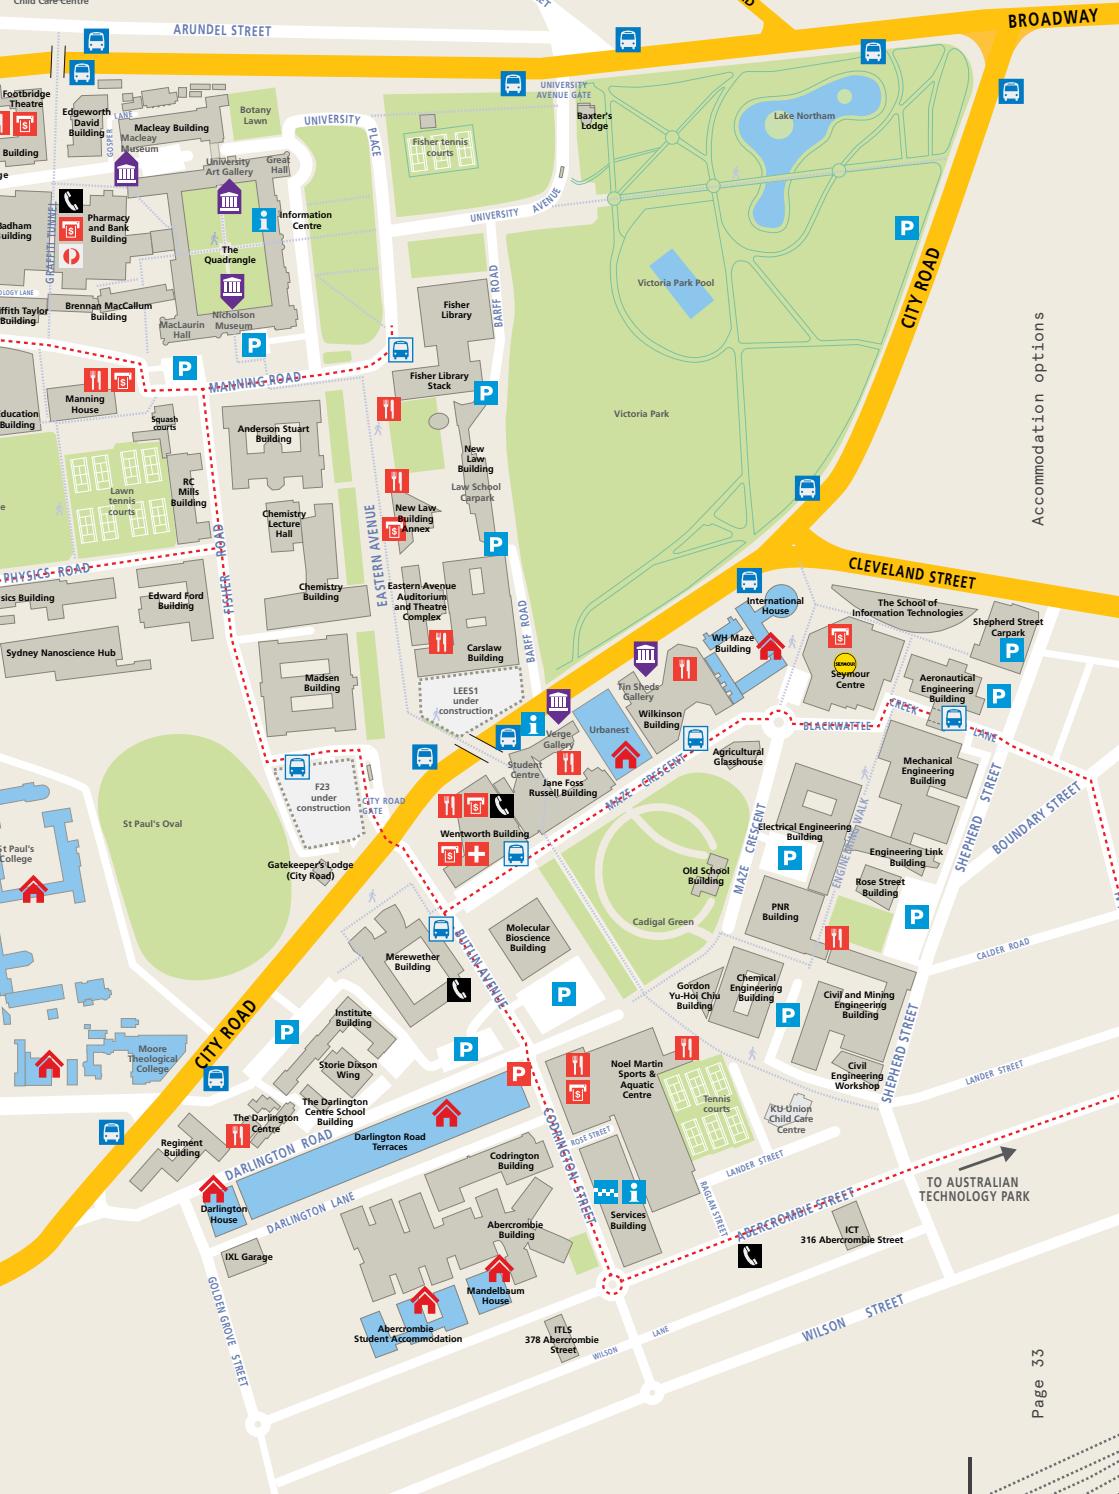 Child Care Centre
ARUNDEL STREET
BROADWAY
Footbridge
Theatre
Edgeworth
David
Building
LANE
GOSPER
Macleay Building
Macleay
Museum
Building
Botany
Lawn
UNIVERSITY
PLACE
UNIVERSITY
AVENUE GATE
Baxter's
Lodge
Lake Northam
Fisher tennis
courts
University
Art Gallery
Great
Hall
Information
Centre
UNIVERSITY AVENUE
GRAFFITI TUNNEL
Pharmacy
and Bank
Building
The
Quadrangle
Nicholson
Museum
MacLaurin
Hall
Brennan MacCallum
Building
Building
P
CITY ROAD
Victoria Park Pool
Fisher
Library
BARFF ROAD
Fisher Library
Stack
P
P
P
MANNING ROAD
Manning
House
Building
Squash
courts
Anderson Stuart
Building
Victoria Park
New
Law
Building
Law School
Carpark
RC
Mills
Building
Lawn
tennis
courts
Chemistry
Lecture
Hall
New Law
Building
Annex
P
EASTERN AVENUE
FISHER ROAD
PHYSICS ROAD
Building
Edward Ford
Building
Chemistry
Building
Eastern Avenue
Auditorium
and Theatre
Complex
Carslaw
Building
BARFF ROAD
CLEVELAND STREET
International
House
The School of
Information Technologies
Shepherd Street
Carpark
P
WH Maze
Building
SEYMOUR
Seymour
Centre
Aeronautical
Engineering
Building
P
Sydney Nanoscience Hub
Madsen
Building
LEES1
under
construction
Tin Sheds
Gallery
Wilkinson
Building
Verge
Gallery
Urbanest
BLACKWATTLE
CREEK
LANE
Agricultural
Glasshouse
Student
Centre
Jane Foss
Russell Building
MAZE CRESCENT
Mechanical
Engineering
Building
F23
under
construction
CITY ROAD
GATE
St Paul's Oval
Wentworth Building
MAZE CRESCENT
Electrical Engineering
Building
P
ENGINEERING WALK
SHEPHERD STREET
BOUNDARY STREET
Engineering Link
Building
Rose Street
Building
St Paul's
College
Gatekeeper's Lodge
(City Road)
Old School
Building
PNR
Building
P
Cadigal Green
CALDER ROAD
Molecular
Bioscience
Building
BUTLIN AVENUE
Merewether
Building
Gordon
Yu-Hoi Chiu
Building
Chemical
Engineering
Building
Civil and Mining
Engineering
Building
P
P
Institute
Building
P
CITY ROAD
P
P
Storie Dixson
Wing
Noel Martin
Sports &
Aquatic
Centre
Tennis
courts
KU Union
Child Care
Centre
Civil
Engineering
Workshop
SHEPHERD STREET
LANDER STREET
Moore
Theological
College
The Darlington
Centre School
Building
The Darlington
Centre
Regiment
Building
DARLINGTON ROAD
Darlington Road
Terraces
Codrington
Building
CODRINGTON STREET
ROSE STREET
LANDER STREET
RAGLAN STREET
ABERCROMBIE STREET
TO AUSTRALIAN
TECHNOLOGY PARK
Darlington
House
DARLINGTON LANE
Services
Building
Abercrombie
Building
ICT
316 Abercrombie Street
IXL Garage
GOLDEN GROVE STREET
Mandelbaum
House
Abercrombie
Student Accommodation
ITLS
378 Abercrombie
Street
WILSON LANE
WILSON STREET
Accommodation options
Page 33